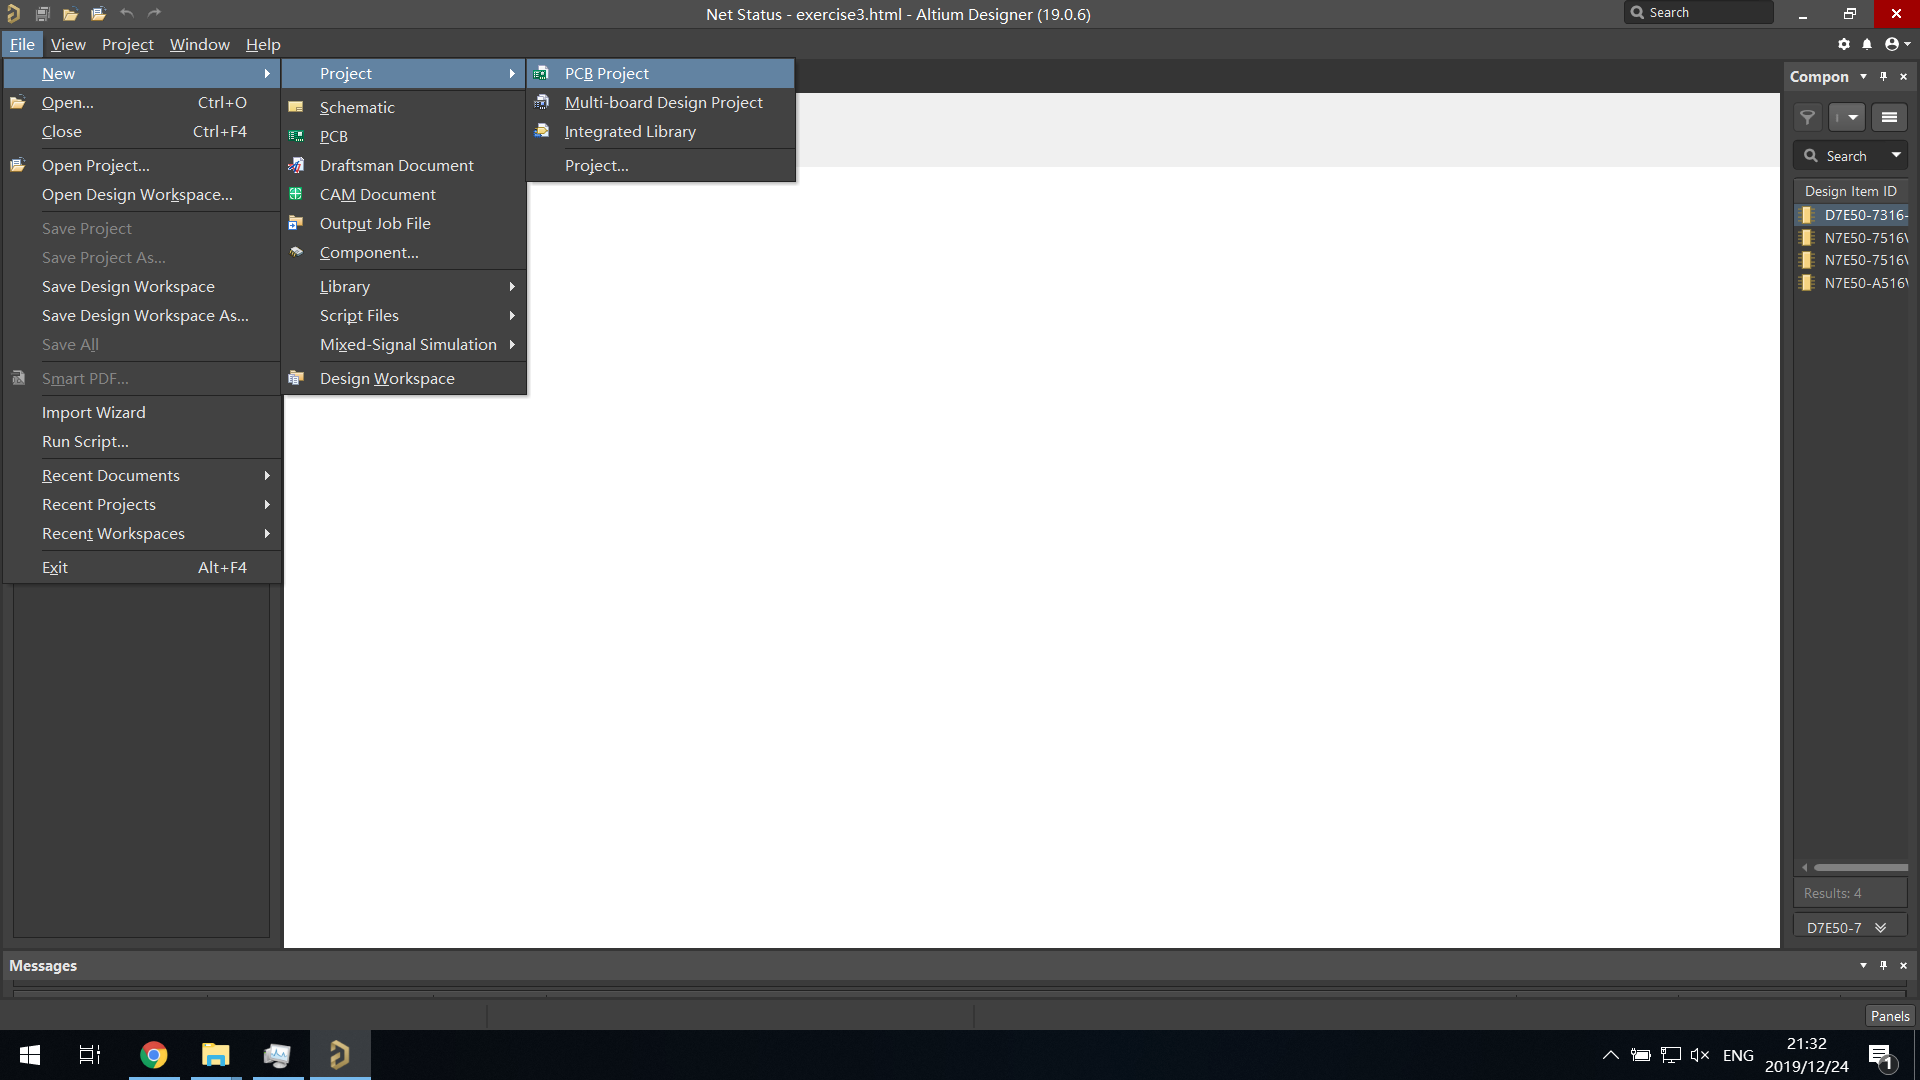 Net Status - exercise3.html - Altium Designer (19.0.6)
Search
File View Project Window Help
New
Open... Ctrl+O
Close Ctrl+F4
Open Project...
Open Design Workspace...
Save Project
Save Project As...
Save Design Workspace
Save Design Workspace As...
Save All
Smart PDF...
Import Wizard
Run Script...
Recent Documents
Recent Projects
Recent Workspaces
Exit Alt+F4
Project
Schematic
PCB
Draftsman Document
CAM Document
Output Job File
Component...
Library
Script Files
Mixed-Signal Simulation
Design Workspace
PCB Project
Multi-board Design Project
Integrated Library
Project...
Compon
Search
Design Item ID
D7E50-7316-
N7E50-7516V
N7E50-7516V
N7E50-A516V
Results: 4
D7E50-7
Messages
Panels
ENG
21:32
2019/12/24
1